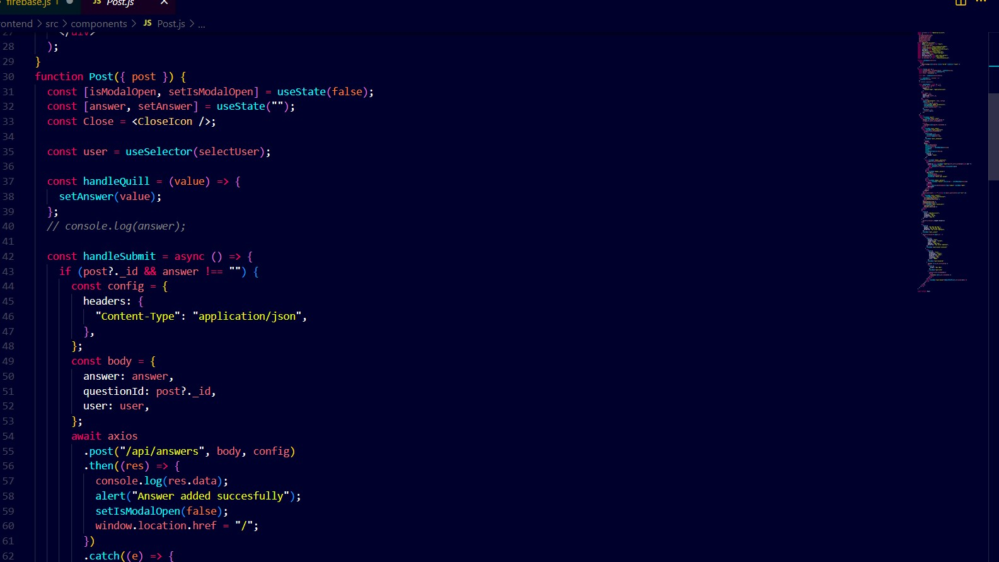 firebase.js 1
JS Post.js
ontend > src > components > JS Post.js > ...
27 </div>
28 );
29 }
30 function Post({ post }) {
31 const [isModalOpen, setIsModalOpen] = useState(false);
32 const [answer, setAnswer] = useState("");
33 const Close = <CloseIcon />;
34
35 const user = useSelector(selectUser);
36
37 const handleQuill = (value) => {
38 setAnswer(value);
39 };
40 // console.log(answer);
41
42 const handleSubmit = async () => {
43 if (post?._id && answer !== "") {
44 const config = {
45 headers: {
46 "Content-Type": "application/json",
47 },
48 };
49 const body = {
50 answer: answer,
51 questionId: post?._id,
52 user: user,
53 };
54 await axios
55 .post("/api/answers", body, config)
56 .then((res) => {
57 console.log(res.data);
58 alert("Answer added succesfully");
59 setIsModalOpen(false);
60 window.location.href = "/";
61 })
62 .catch((e) => {